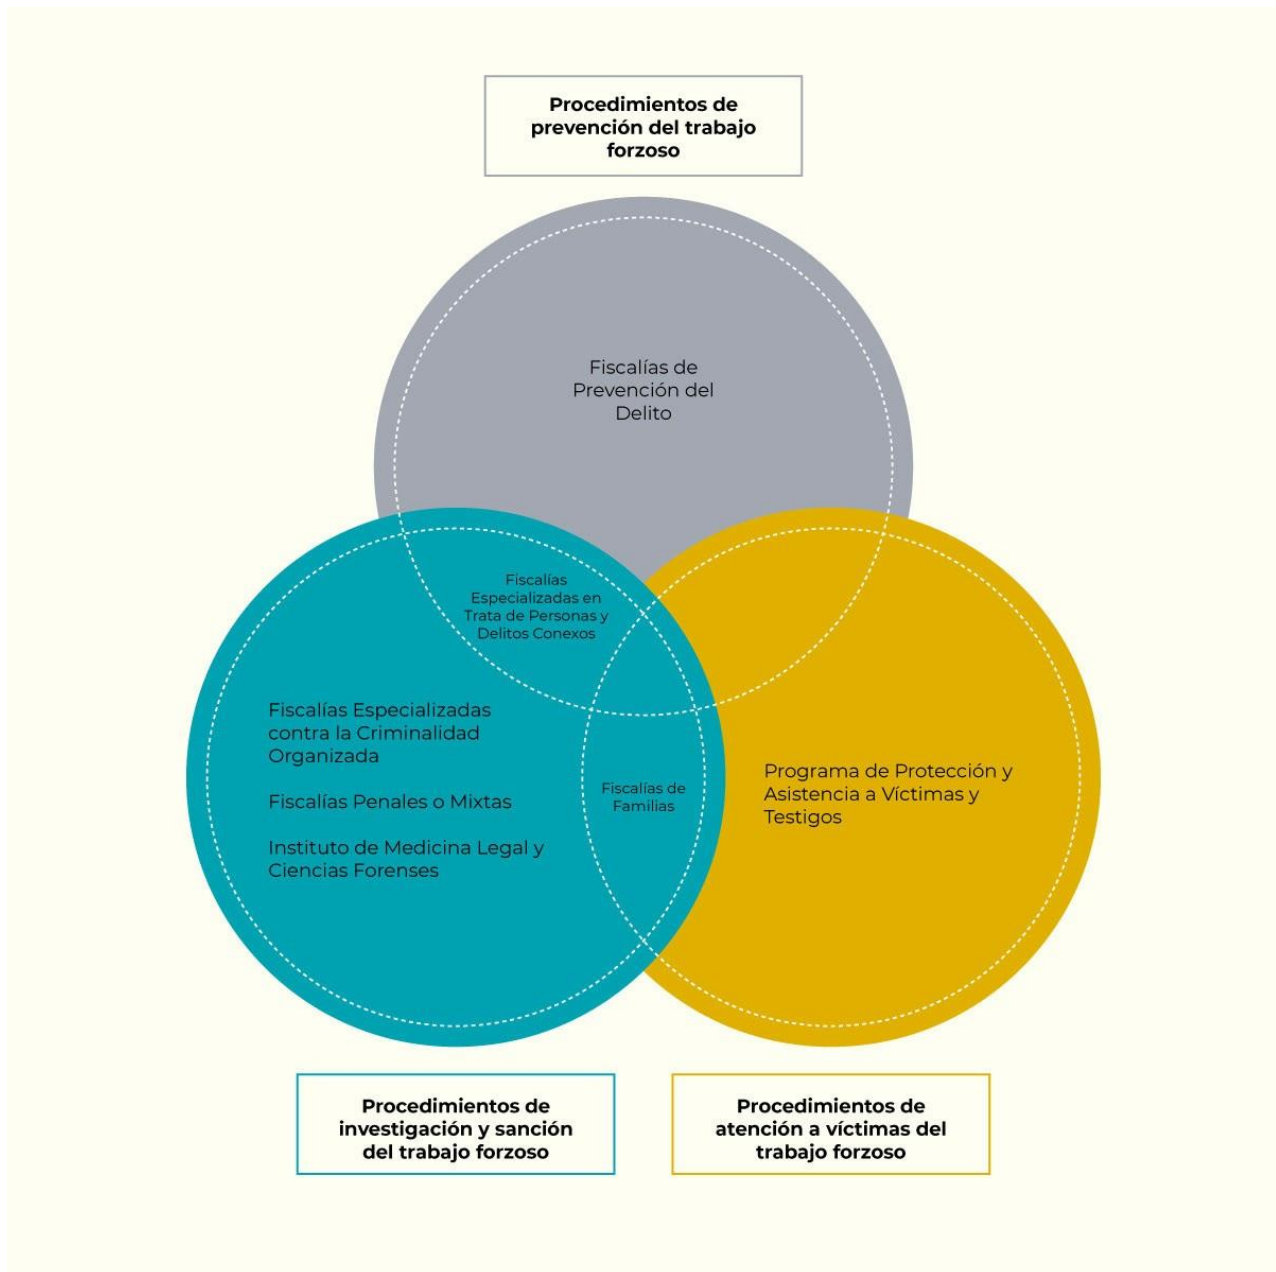 Procedimientos de
prevención del trabajo
forzoso
Fiscalías de
Prevención del
Delito
Fiscalías
Especializadas en
Trata de Personas y
Delitos Conexos
Fiscalías Especializadas
contra la Criminalidad
Organizada
Fiscalías Penales o Mixtas
Instituto de Medicina Legal y
Ciencias Forenses
Fiscalías de
Familias
Programa de Protección y
Asistencia a Víctimas y
Testigos
Procedimientos de
investigación y sanción
del trabajo forzoso
Procedimientos de
atención a víctimas del
trabajo forzoso